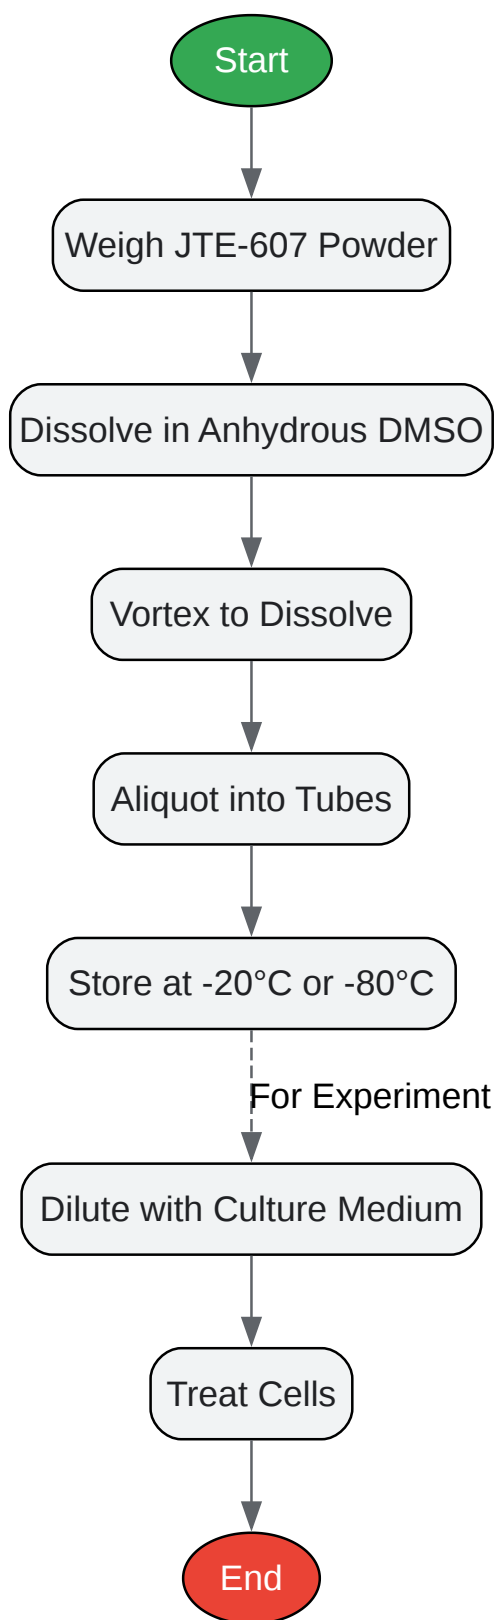 Start
Weigh JTE-607 Powder
Dissolve in Anhydrous DMSO
Vortex to Dissolve
Aliquot into Tubes
Store at -20°C or -80°C
For Experiment
Dilute with Culture Medium
Treat Cells
End